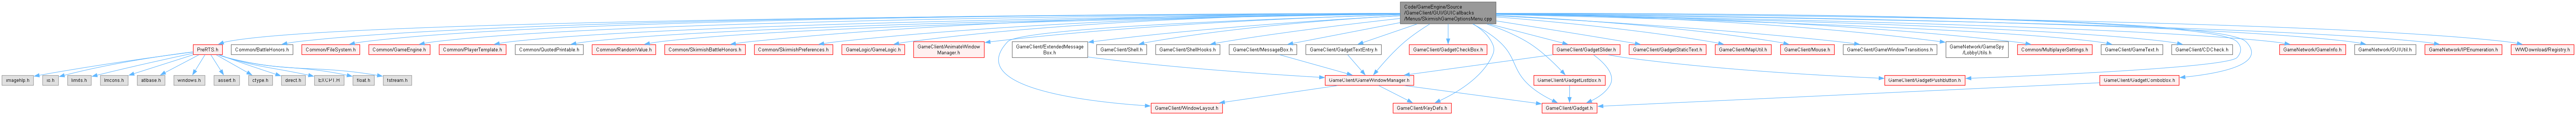 Code/GameEngine/Source
/GameClient/GUI/GUICallbacks
/Menus/SkirmishGameOptionsMenu.cpp
PreRTS.h
Common/BattleHonors.h
Common/FileSystem.h
Common/GameEngine.h
Common/PlayerTemplate.h
Common/QuotedPrintable.h
Common/RandomValue.h
Common/SkirmishBattleHonors.h
Common/SkirmishPreferences.h
GameLogic/GameLogic.h
GameClient/AnimateWindow
Manager.h
GameClient/ExtendedMessage
Box.h
GameClient/Shell.h
GameClient/ShellHooks.h
GameClient/MessageBox.h
GameClient/GadgetTextEntry.h
GameClient/GadgetCheckBox.h
GameClient/GadgetSlider.h
GameClient/GadgetStaticText.h
GameClient/MapUtil.h
GameClient/Mouse.h
GameClient/GameWindowTransitions.h
GameNetwork/GameSpy
/LobbyUtils.h
Common/MultiplayerSettings.h
GameClient/GameText.h
GameClient/CDCheck.h
GameNetwork/GameInfo.h
GameNetwork/GUIUtil.h
GameNetwork/IPEnumeration.h
WWDownload/Registry.h
imagehlp.h
io.h
limits.h
lmcons.h
atlbase.h
windows.h
assert.h
ctype.h
direct.h
EXCPT.H
float.h
fstream.h
GameClient/GameWindowManager.h
GameClient/GadgetListbox.h
GameClient/GadgetPushButton.h
GameClient/GadgetComboBox.h
GameClient/WindowLayout.h
GameClient/KeyDefs.h
GameClient/Gadget.h